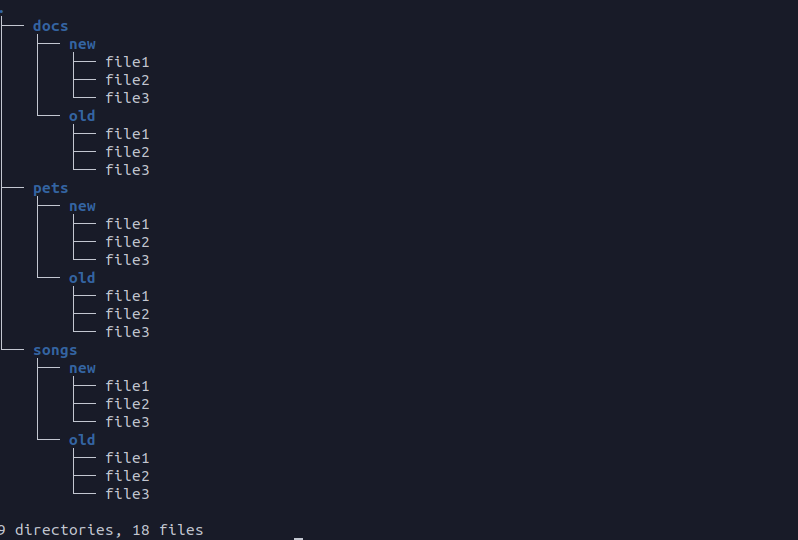 .
├── docs
│   ├── new
│   │   ├── file1
│   │   ├── file2
│   │   └── file3
│   └── old
│       ├── file1
│       ├── file2
│       └── file3
├── pets
│   ├── new
│   │   ├── file1
│   │   ├── file2
│   │   └── file3
│   └── old
│       ├── file1
│       ├── file2
│       └── file3
└── songs
    ├── new
    │   ├── file1
    │   ├── file2
    │   └── file3
    └── old
        ├── file1
        ├── file2
        └── file3
9 directories, 18 files